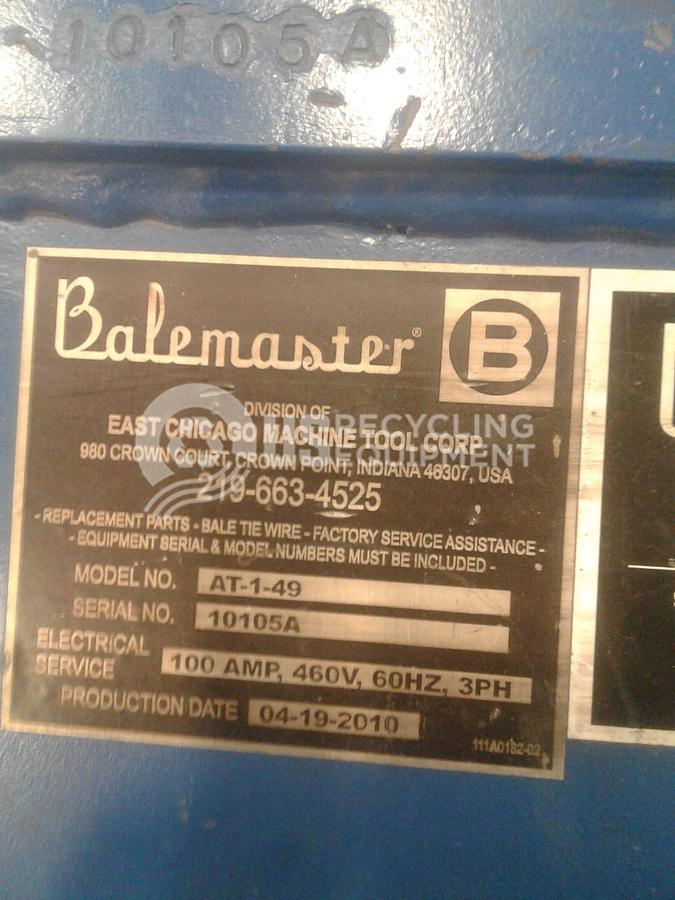 10105A
Balemaster®
B
DIVISION OF
EAST CHICAGO MACHINE TOOL CORP.
980 CROWN COURT, CROWN POINT, INDIANA 46307, USA
219-663-4525
RECYCLING
EQUIPMENT
- REPLACEMENT PARTS - BALE TIE WIRE - FACTORY SERVICE ASSISTANCE -
- EQUIPMENT SERIAL & MODEL NUMBERS MUST BE INCLUDED -
MODEL NO. AT-1-49
SERIAL NO. 10105A
ELECTRICAL
SERVICE 100 AMP, 460V, 60HZ, 3PH
PRODUCTION DATE 04-19-2010
111A0182-02